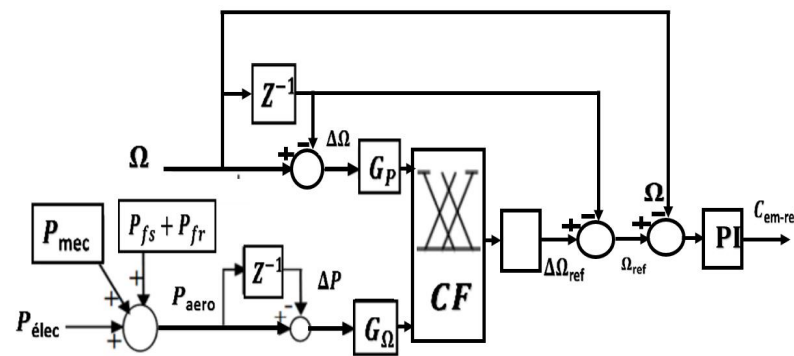 Z⁻¹
Ω
+
−
ΔΩ
G_P
CF
ΔΩ_ref
+
−
Ω_ref
Ω
+
−
PI
C_em-re
P_mec
P_fs + P_fr
P_élec
+
+
+
P_aero
Z⁻¹
ΔP
+
-
G_Ω